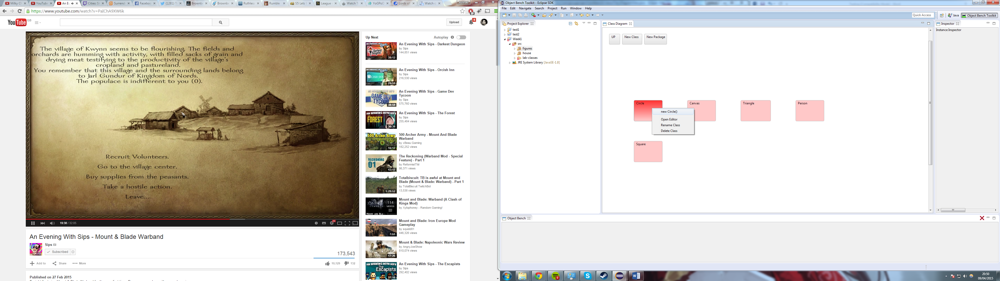 Milky Cl
YouTube
An Ev
Cities: S
Surrend
Faceboo
(1281) T
Brownb
Brownb
Ruthless
Rumble
S5 Lets
League
Watch T
YoGPoD
Lords of
Watch c
Ashhad
https://www.youtube.com/watch?v=PaIChA9XW6k
YouTube GB
Upload
4
The village of Kwynn seems to be flourishing. The fields and
orchards are humming with activity, with filled sacks of grain and
drying meat testifying to the productivity of the village's
cropland and pastureland.
You remember that this village and the surrounding lands belong
to Jarl Gundur of Kingdom of Nords.
The populace is indifferent to you (0).
Recruit Volunteers.
Go to the village center.
Buy supplies from the peasants.
Take a hostile action.
Leave...
19:38 / 32:05
HD
An Evening With Sips - Mount & Blade Warband
Sips
Subscribed
173,543
Add to
Share
More
10,129
132
Published on 27 Feb 2015
Up Next
Autoplay
39:12
An Evening With Sips - Darkest Dungeon
by Sips
144,851 views
29:59
An Evening With Sips - Orcish Inn
by Sips
216,530 views
38:59
An Evening With Sips - Game Dev
Tycoon
by Sips
575,760 views
36:38
An Evening With Sips - The Forest
by Sips
255,484 views
16:17
500 Archer Army - Mount And Blade
Warband
by xBeau Gaming
182,252 views
43:17
The Reckoning (Warband Mod - Special
Feature) - Part 1
by ReformistTM
86,371 views
1:29:52
Totalbiscuit: TB is awful at Mount and
Blade (Mount & Blade: Warband) - Part 1
by TotalBiscuit TwitchBot
13,538 views
114
VIDEOS
Mount and Blade: Warband (A Clash of
Kings Mod)
by Xylophoney - Random Gaming!
7:51
Mount and Blade: Iron Europe Mod
Gameplay
by squidd81
446,326 views
17:26
Mount & Blade: Napoleonic Wars Review
by AngryJoeShow
810,074 views
27:10
An Evening With Sips - The Escapists
by Sips
292,402 views
Object Bench Toolkit - Eclipse SDK
File Edit Navigate Search Project Run Window Help
Quick Access
Java
Object Bench Toolkit
Project Explorer
test1
test2
Week1
src
figures
house
lab-classes
JRE System Library [JavaSE-1.8]
Class Diagram
UP
New Class
New Package
Circle
Canvas
Triangle
Person
new Circle()
Open Editor
Rename Class
Delete Class
Square
Inspector
Instance Inspector
Object Bench
20:50
09/04/2015